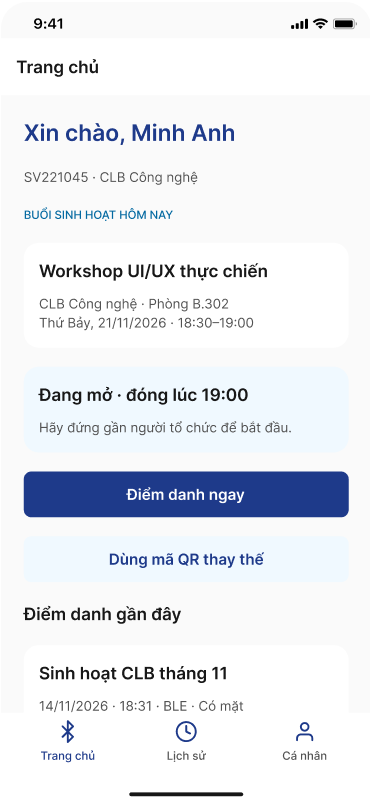 9:41
Trang chủ
Xin chào, Minh Anh
SV221045 · CLB Công nghệ
BUỔI SINH HOẠT HÔM NAY
Workshop UI/UX thực chiến
CLB Công nghệ · Phòng B.302
Thứ Bảy, 21/11/2026 · 18:30–19:00
Đang mở · đóng lúc 19:00
Hãy đứng gần người tổ chức để bắt đầu.
Điểm danh ngay
Dùng mã QR thay thế
Điểm danh gần đây
Sinh hoạt CLB tháng 11
14/11/2026 · 18:31 · BLE · Có mặt
Trang chủ
Lịch sử
Cá nhân